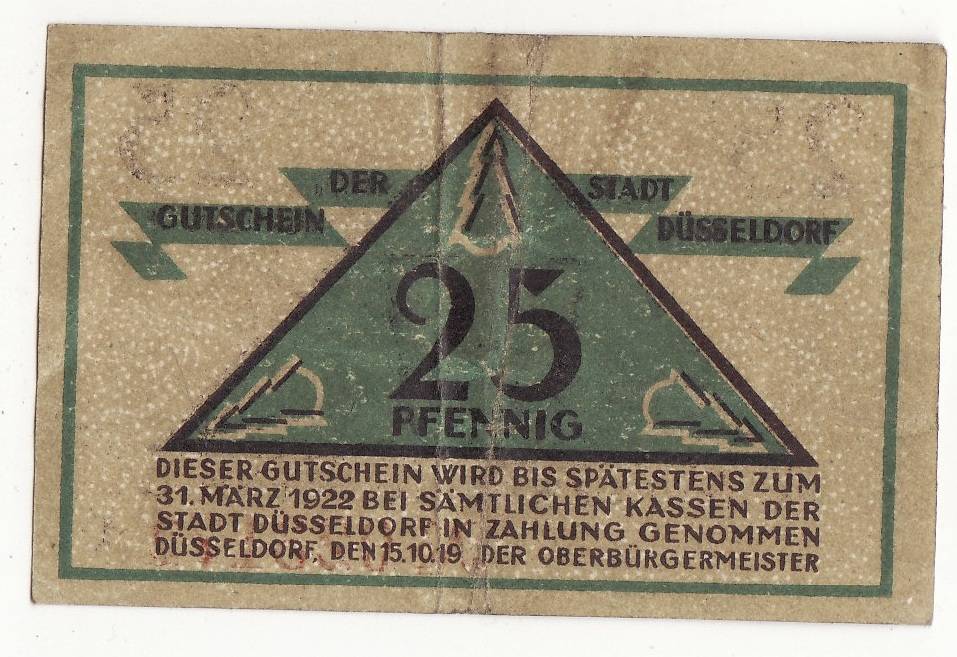 DER STADT
GUTSCHEIN DÜSSELDORF
25
PFENNIG
DIESER GUTSCHEIN WIRD BIS SPÄTESTENS ZUM
31. MÄRZ 1922 BEI SÄMTLICHEN KASSEN DER
STADT DÜSSELDORF IN ZAHLUNG GENOMMEN
DÜSSELDORF, DEN 15.10.19 DER OBERBÜRGERMEISTER